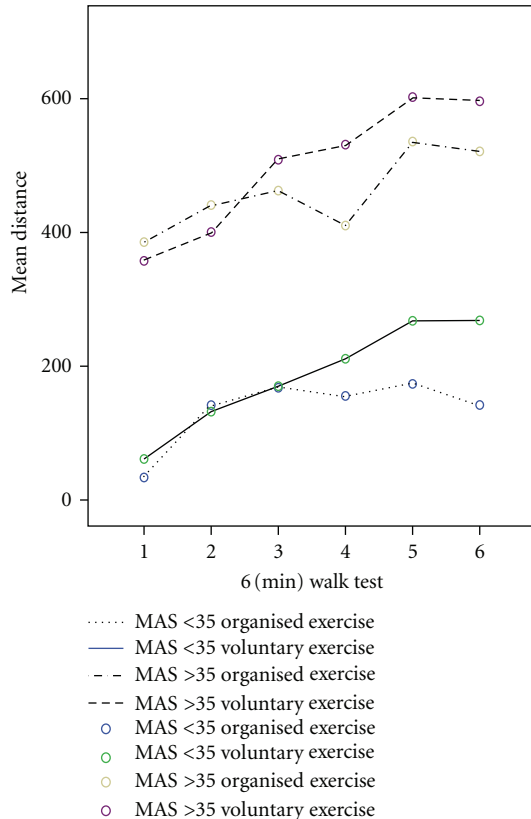 600
400
200
0
Mean distance
1 2 3 4 5 6
6 (min) walk test
MAS <35 organised exercise
MAS <35 voluntary exercise
MAS >35 organised exercise
MAS >35 voluntary exercise
MAS <35 organised exercise
MAS <35 voluntary exercise
MAS >35 organised exercise
MAS >35 voluntary exercise